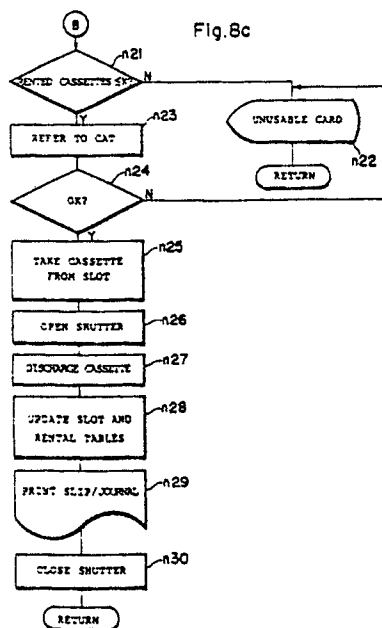 B
Fig.8c
n21
RENTED CASSETTES ≤K?
N
n23
UNUSABLE CARD
Y
REFER TO CAT
n22
n24
RETURN
OK?
N
Y
n25
TAKE CASSETTE
FROM SLOT
n26
OPEN SHUTTER
n27
DISCHARGE CASSETTE
n28
UPDATE SLOT AND
RENTAL TABLES
n29
PRINT SLIP/JOURNAL
n30
CLOSE SHUTTER
RETURN